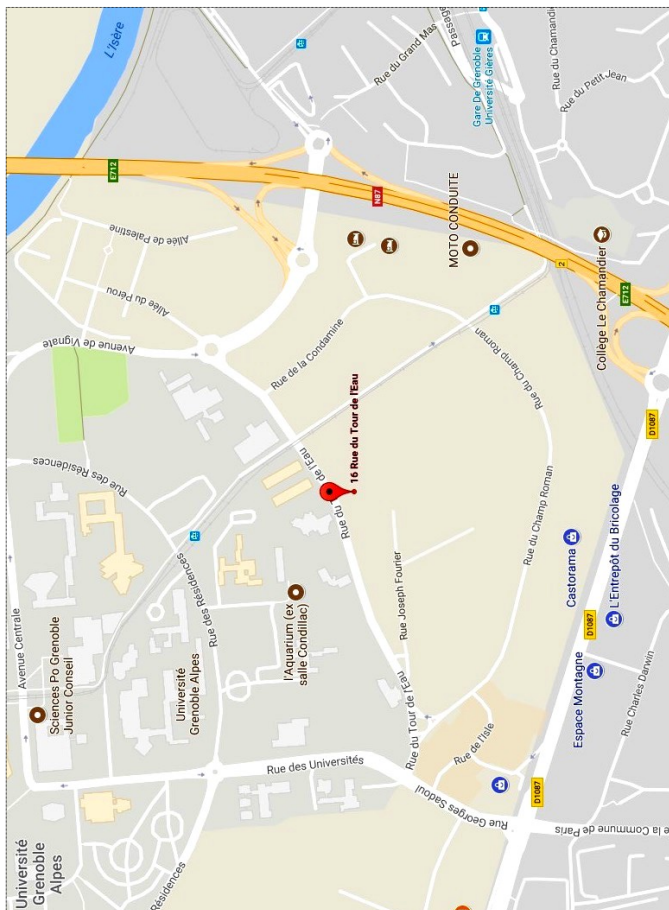 L'Isère
E712
Allée de Palestine
Allée du Pérou
Avenue de Vignate
Rue des Résidences
Avenue Centrale
Sciences Po Grenoble
Junior Conseil
Université
Grenoble Alpes
Rue des Résidences
l'Aquarium (ex
salle Condillac)
Rue des Universités
Université
Grenoble
Alpes
Résidences
Rue du Grand Mas
Passage
Gare De Grenoble
Université Gières
Rue du Chamandier
Rue du Petit Jean
N87
MOTO CONDUITE
2
Collège Le Chamandier
E712
Rue de la Condamine
Rue du Champ Roman
Rue du Tour de l'Eau
16 Rue du Tour de l'Eau
Rue Joseph Fourier
Rue du Champ Roman
Rue du Tour de l'Eau
Rue de l'Isle
Rue Georges Sadoul
D1087
Castorama
L'Entrepôt du Bricolage
D1087
Espace Montagne
Rue Charles Darwin
D1087
e la Commune de Paris